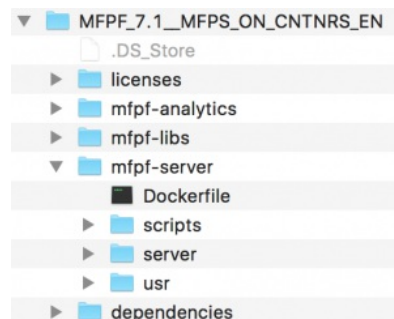 MFPF_7.1__MFPS_ON_CNTNRS_EN
.DS_Store
licenses
mfpf-analytics
mfpf-libs
mfpf-server
Dockerfile
scripts
server
usr
dependencies